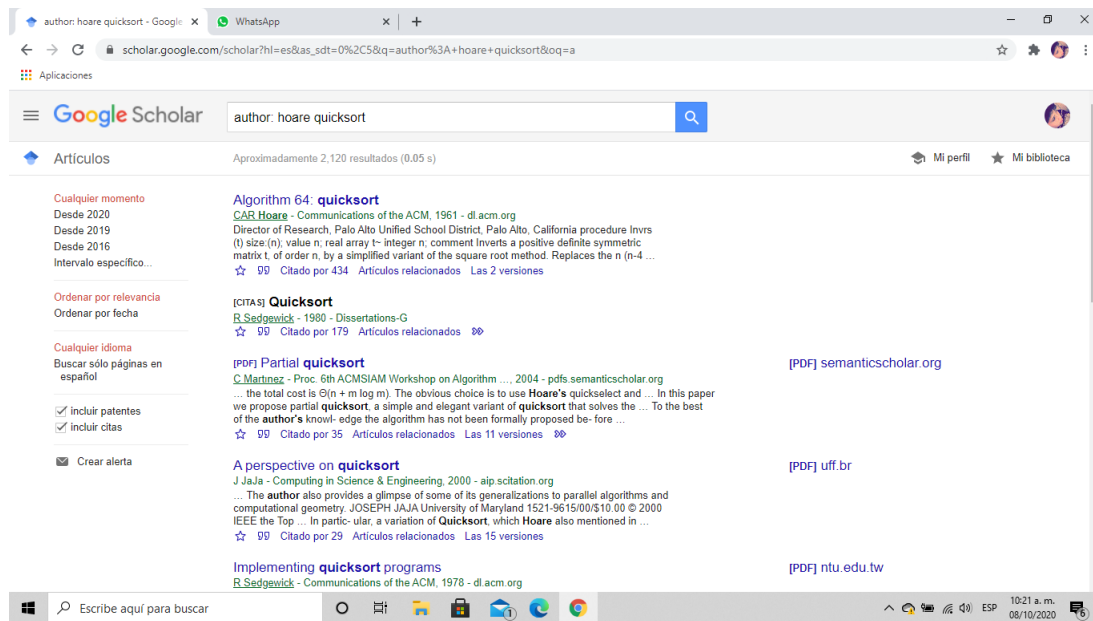 author: hoare quicksort - Google
WhatsApp
scholar.google.com/scholar?hl=es&as_sdt=0%2C5&q=author%3A+hoare+quicksort&oq=a
Aplicaciones
Google Scholar
author: hoare quicksort
Artículos
Aproximadamente 2,120 resultados (0.05 s)
Mi perfil
Mi biblioteca
Cualquier momento
Desde 2020
Desde 2019
Desde 2016
Intervalo específico...
Ordenar por relevancia
Ordenar por fecha
Cualquier idioma
Buscar sólo páginas en
español
incluir patentes
incluir citas
Crear alerta
Algorithm 64: quicksort
CAR Hoare - Communications of the ACM, 1961 - dl.acm.org
Director of Research, Palo Alto Unified School District, Palo Alto, California procedure Invrs
(t) size:(n); value n; real array t~ integer n; comment Inverts a positive definite symmetric
matrix t, of order n, by a simplified variant of the square root method. Replaces the n (n-4 ...
Citado por 434 Artículos relacionados Las 2 versiones
[CITAS] Quicksort
R Sedgewick - 1980 - Dissertations-G
Citado por 179 Artículos relacionados
[PDF] Partial quicksort
C Martınez - Proc. 6th ACMSIAM Workshop on Algorithm ..., 2004 - pdfs.semanticscholar.org
... the total cost is Θ(n + m log m). The obvious choice is to use Hoare's quickselect and ... In this paper
we propose partial quicksort, a simple and elegant variant of quicksort that solves the ... To the best
of the author's knowl- edge the algorithm has not been formally proposed be- fore ...
Citado por 35 Artículos relacionados Las 11 versiones
[PDF] semanticscholar.org
A perspective on quicksort
J JaJa - Computing in Science & Engineering, 2000 - aip.scitation.org
... The author also provides a glimpse of some of its generalizations to parallel algorithms and
computational geometry. JOSEPH JAJA University of Maryland 1521-9615/00/$10.00 © 2000
IEEE the Top ... In partic- ular, a variation of Quicksort, which Hoare also mentioned in ...
Citado por 29 Artículos relacionados Las 15 versiones
[PDF] uff.br
Implementing quicksort programs
R Sedgewick - Communications of the ACM, 1978 - dl.acm.org
[PDF] ntu.edu.tw
Escribe aquí para buscar
1
ESP
10:21 a. m.
08/10/2020
6